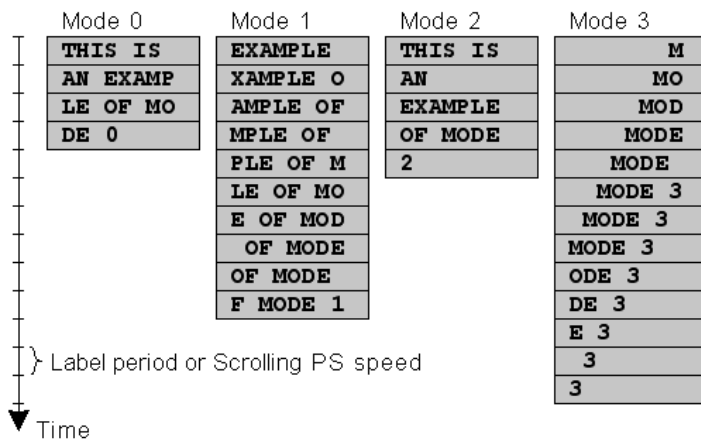 Mode 0
THIS IS
AN EXAMP
LE OF MO
DE 0
Mode 1
EXAMPLE
XAMPLE O
AMPLE OF
MPLE OF
PLE OF M
LE OF MO
E OF MOD
OF MODE
OF MODE
F MODE 1
Mode 2
THIS IS
AN
EXAMPLE
OF MODE
2
Mode 3
M
MO
MOD
MODE
MODE
MODE 3
MODE 3
MODE 3
ODE 3
DE 3
E 3
3
3
Label period or Scrolling PS speed
Time